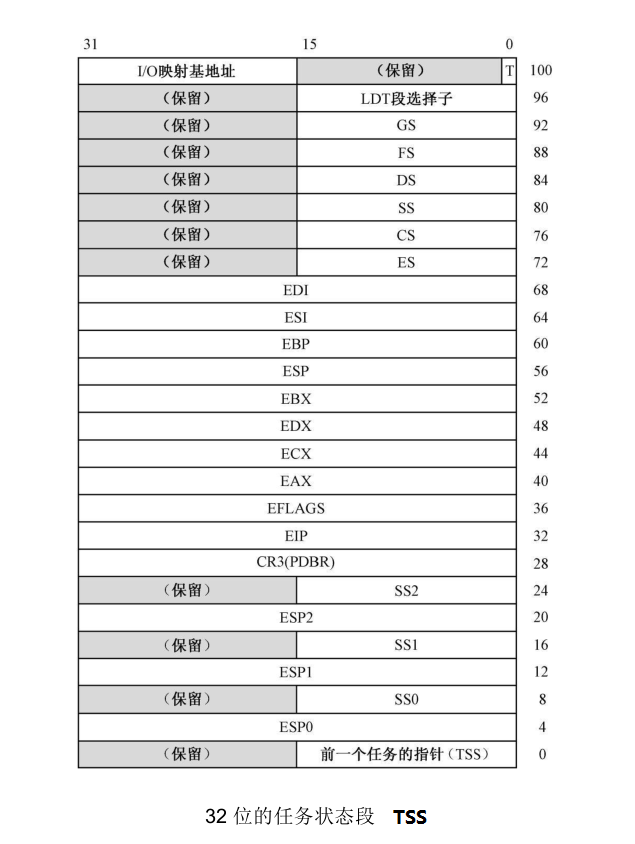 31 15 0
I/O映射基地址 （保留） T 100
（保留） LDT段选择子 96
（保留） GS 92
（保留） FS 88
（保留） DS 84
（保留） SS 80
（保留） CS 76
（保留） ES 72
EDI 68
ESI 64
EBP 60
ESP 56
EBX 52
EDX 48
ECX 44
EAX 40
EFLAGS 36
EIP 32
CR3(PDBR) 28
（保留） SS2 24
ESP2 20
（保留） SS1 16
ESP1 12
（保留） SS0 8
ESP0 4
（保留） 前一个任务的指针（TSS） 0
32 位的任务状态段 TSS